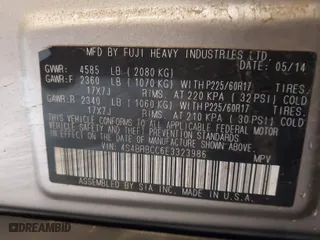 MFD BY FUJI HEAVY INDUSTRIES LTD. DATE 05/14
GVWR: 4585 LB (2080 KG)
GAWR:F 2360 LB (1070 KG) WITH P225/60R17 TIRES,
17X7J RIMS AT 220 KPA (32 PSI) COLD
GAWR:R 2340 LB (1060 KG) WITH P225/60R17 TIRES,
17X7J RIMS AT 210 KPA (30 PSI) COLD
THIS VEHICLE CONFORMS TO ALL APPLICABLE FEDERAL MOTOR
VEHICLE SAFETY AND THEFT PREVENTION STANDARDS IN EFFECT
ON THE DATE OF MANUFACTURE SHOWN ABOVE.
VIN: 4S4BRBCC6E3323986 MPV
ASSEMBLED BY SIA INC. MADE IN U.S.A.
DREAMBID.COM